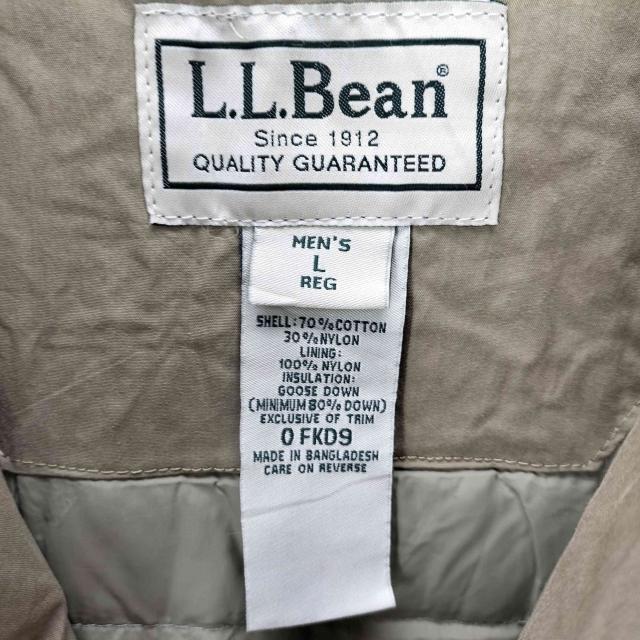 L.L.Bean®
Since 1912
QUALITY GUARANTEED
MEN'S
L
REG
SHELL: 70%COTTON
30%NYLON
LINING:
100%NYLON
INSULATION:
GOOSE DOWN
(MINIMUM 80% DOWN)
EXCLUSIVE OF TRIM
0 FKD9
MADE IN BANGLADESH
CARE ON REVERSE